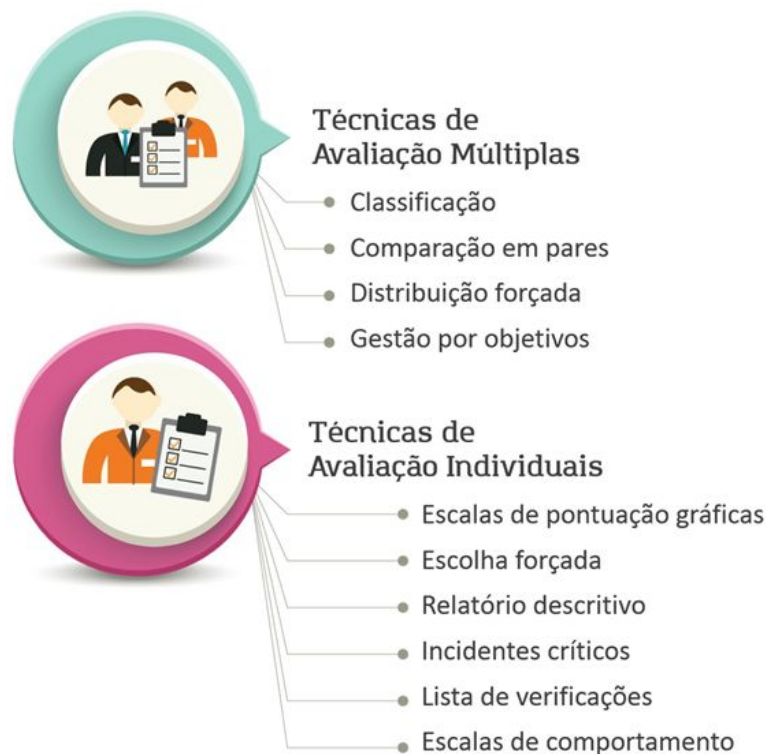 Técnicas de
Avaliação Múltiplas
Classificação
Comparação em pares
Distribuição forçada
Gestão por objetivos
Técnicas de
Avaliação Individuais
Escalas de pontuação gráficas
Escolha forçada
Relatório descritivo
Incidentes críticos
Lista de verificações
Escalas de comportamento